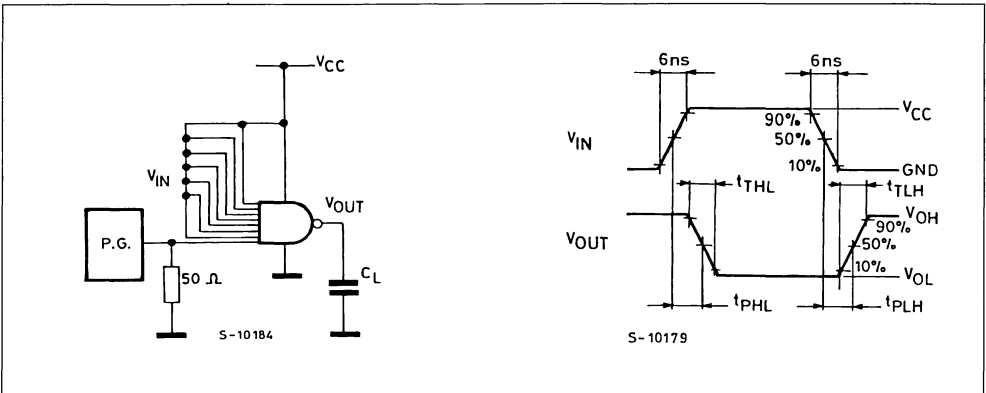 VCC
VIN
VOUT
P.G.
50 Ω
CL
S-10184
6ns
6ns
VCC
90%
VIN
50%
10%
GND
tTHL
tTLH
VOH
90%
VOUT
50%
10%
VOL
tPHL
tPLH
S-10179